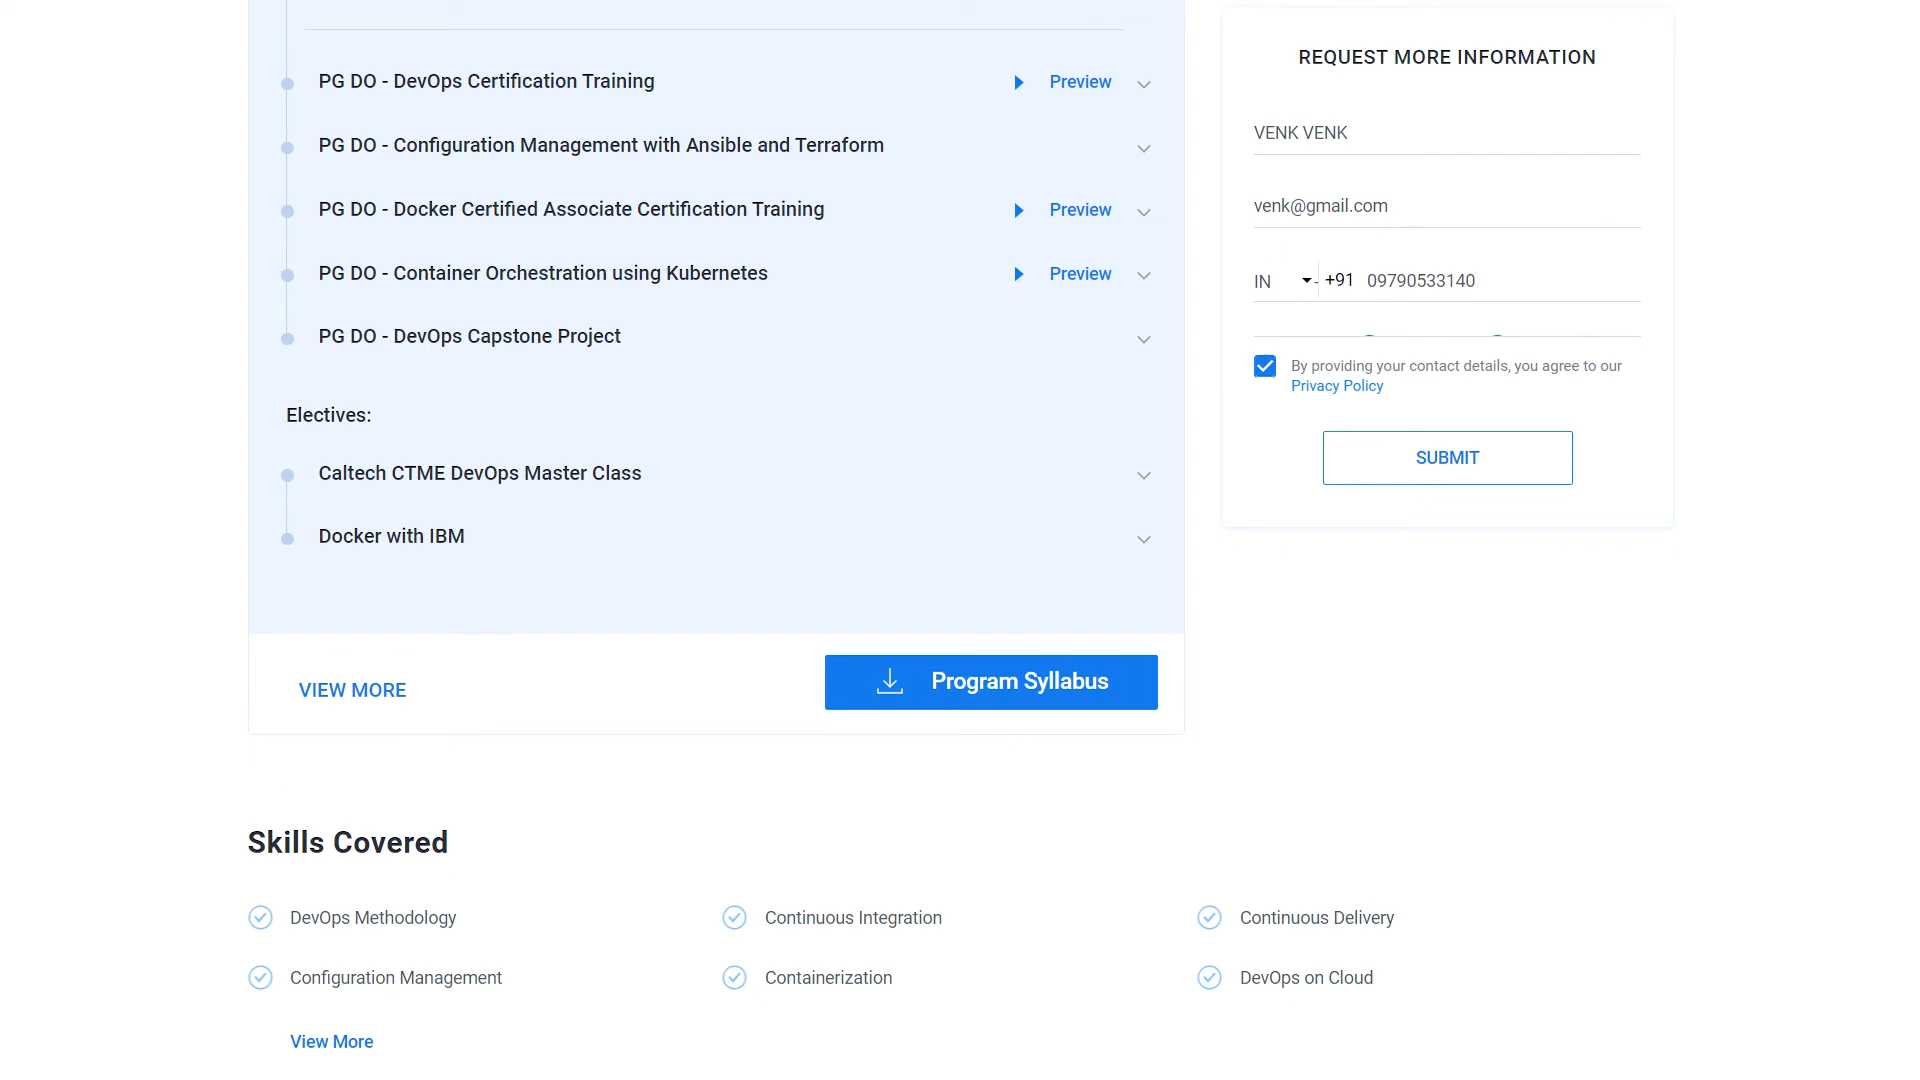 PG DO - DevOps Certification Training
Preview
PG DO - Configuration Management with Ansible and Terraform
PG DO - Docker Certified Associate Certification Training
Preview
PG DO - Container Orchestration using Kubernetes
Preview
PG DO - DevOps Capstone Project
Electives:
Caltech CTME DevOps Master Class
Docker with IBM
VIEW MORE
Program Syllabus
REQUEST MORE INFORMATION
VENK VENK
venk@gmail.com
IN - +91 09790533140
By providing your contact details, you agree to our
Privacy Policy
SUBMIT
Skills Covered
DevOps Methodology
Continuous Integration
Continuous Delivery
Configuration Management
Containerization
DevOps on Cloud
View More